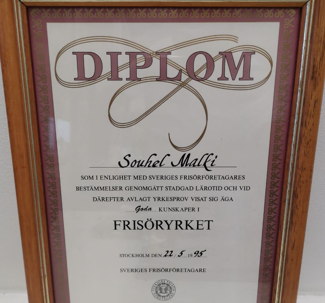 DIPLOM
Souhel Malki
SOM I ENLIGHET MED SVERIGES FRISÖRFÖRETAGARES
BESTÄMMELSER GENOMGÅTT STADGAD LÄROTID OCH VID
DÄREFTER AVLAGT YRKESPROV VISAT SIG ÄGA
Goda KUNSKAPER I
FRISÖRYRKET
STOCKHOLM DEN 22.5 1995
SVERIGES FRISÖRFÖRETAGARE